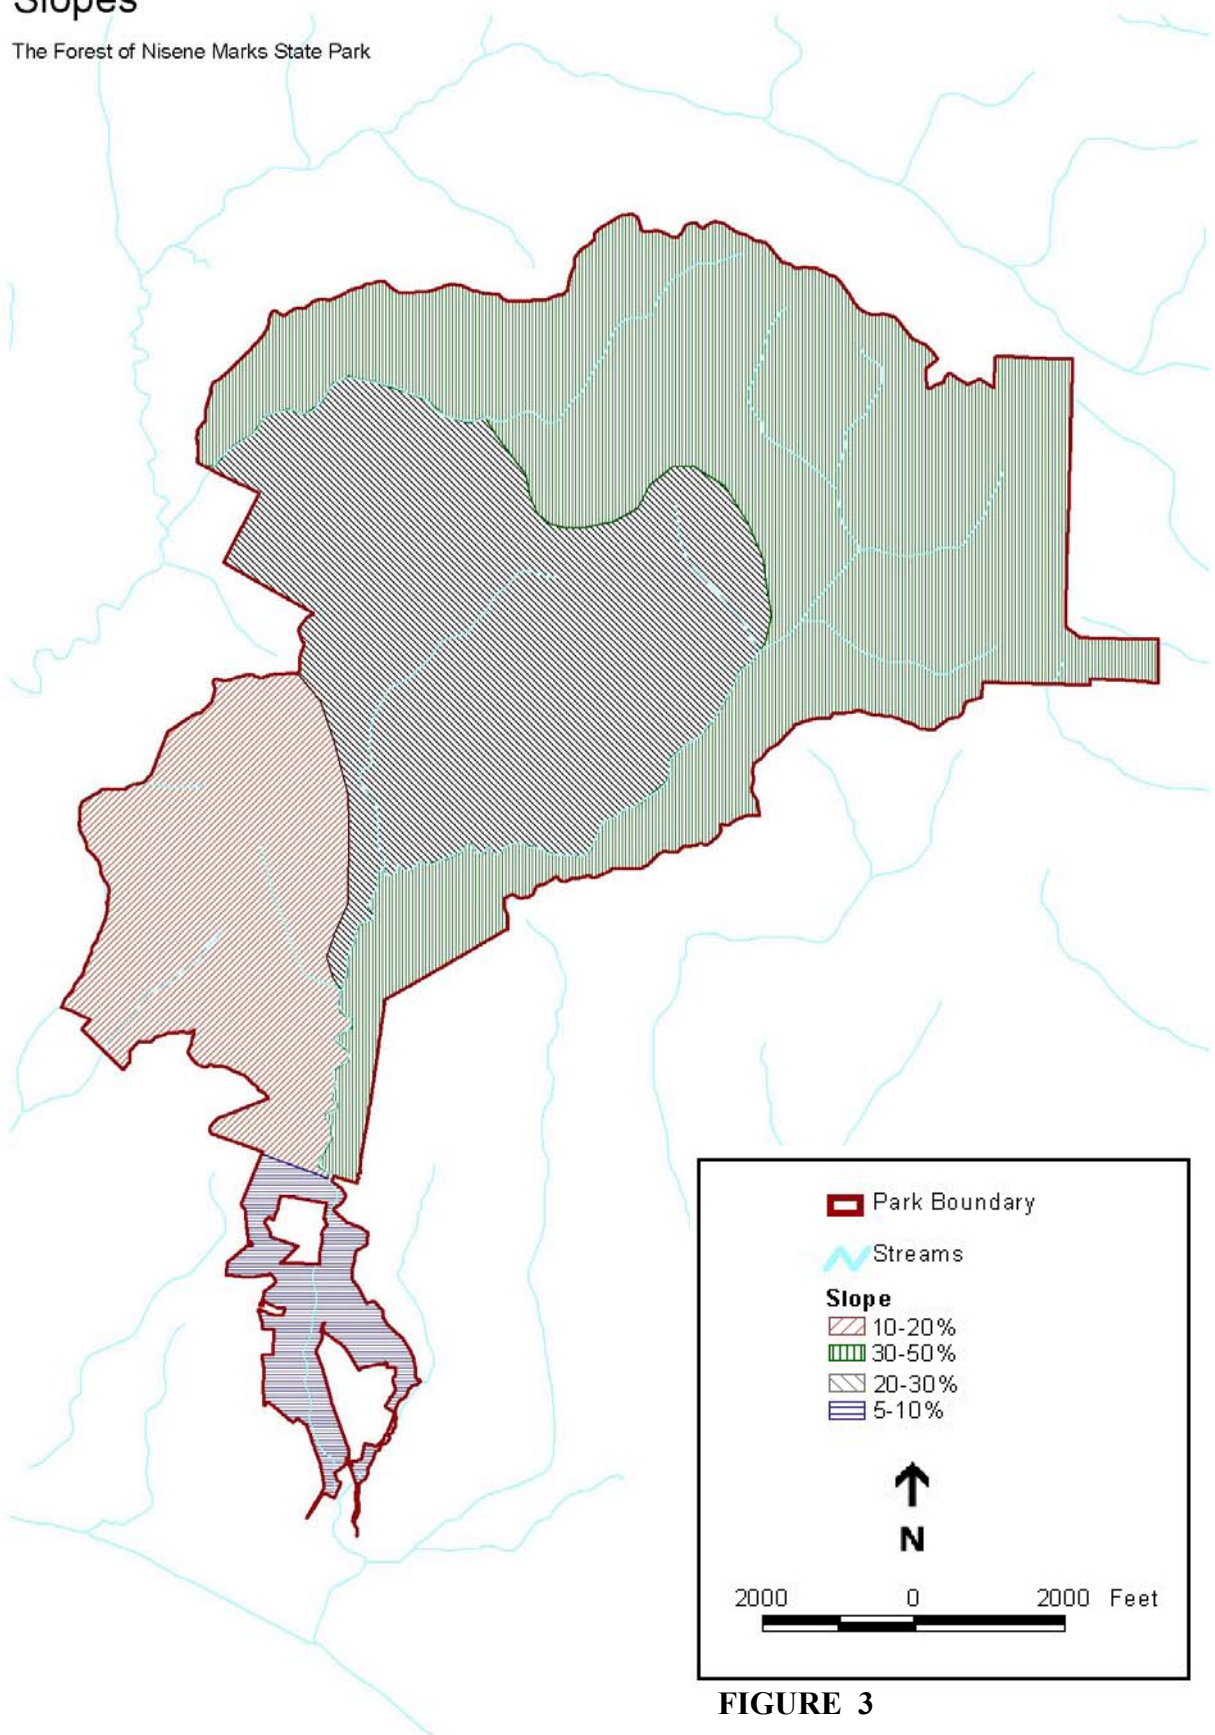 Slopes
The Forest of Nisene Marks State Park
Park Boundary
Streams
Slope
10-20%
30-50%
20-30%
5-10%
N
2000 0 2000 Feet
FIGURE 3